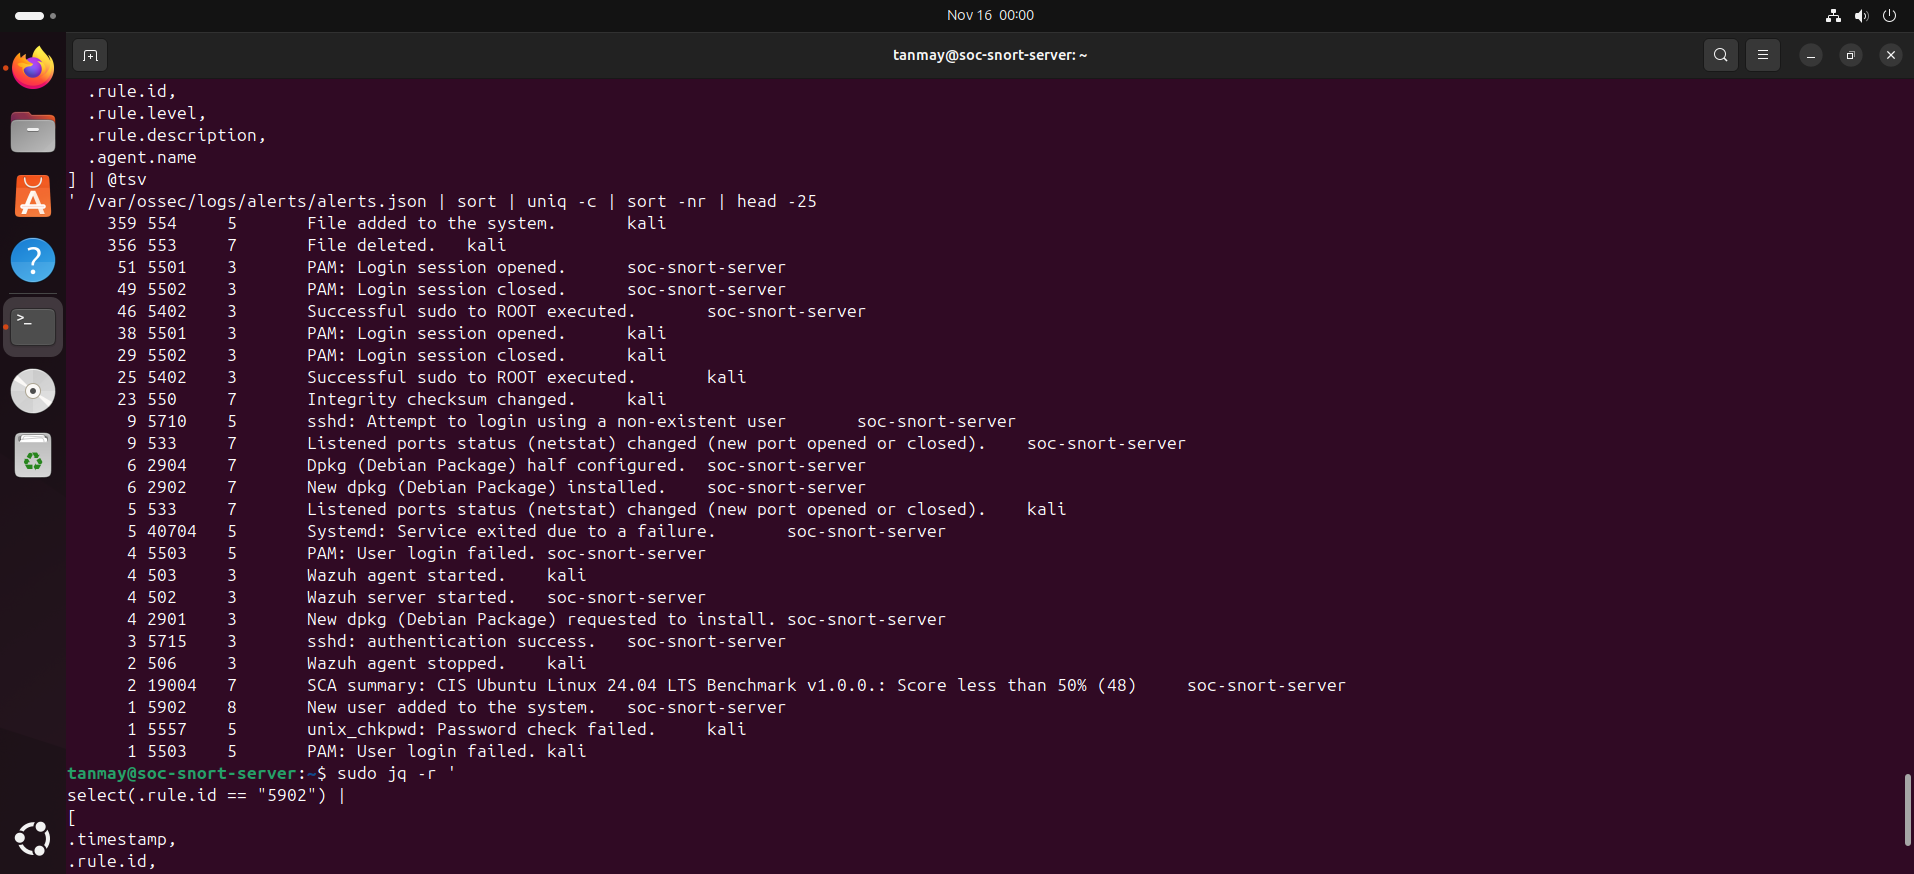 Nov 16 00:00
tanmay@soc-snort-server: ~
.rule.id,
.rule.level,
.rule.description,
.agent.name
] | @tsv
' /var/ossec/logs/alerts/alerts.json | sort | uniq -c | sort -nr | head -25
359 554 5 File added to the system. kali
356 553 7 File deleted. kali
51 5501 3 PAM: Login session opened. soc-snort-server
49 5502 3 PAM: Login session closed. soc-snort-server
46 5402 3 Successful sudo to ROOT executed. soc-snort-server
38 5501 3 PAM: Login session opened. kali
29 5502 3 PAM: Login session closed. kali
25 5402 3 Successful sudo to ROOT executed. kali
23 550 7 Integrity checksum changed. kali
9 5710 5 sshd: Attempt to login using a non-existent user soc-snort-server
9 533 7 Listened ports status (netstat) changed (new port opened or closed). soc-snort-server
6 2904 7 Dpkg (Debian Package) half configured. soc-snort-server
6 2902 7 New dpkg (Debian Package) installed. soc-snort-server
5 533 7 Listened ports status (netstat) changed (new port opened or closed). kali
5 40704 5 Systemd: Service exited due to a failure. soc-snort-server
4 5503 5 PAM: User login failed. soc-snort-server
4 503 3 Wazuh agent started. kali
4 502 3 Wazuh server started. soc-snort-server
4 2901 3 New dpkg (Debian Package) requested to install. soc-snort-server
3 5715 3 sshd: authentication success. soc-snort-server
2 506 3 Wazuh agent stopped. kali
2 19004 7 SCA summary: CIS Ubuntu Linux 24.04 LTS Benchmark v1.0.0.: Score less than 50% (48) soc-snort-server
1 5902 8 New user added to the system. soc-snort-server
1 5557 5 unix_chkpwd: Password check failed. kali
1 5503 5 PAM: User login failed. kali
tanmay@soc-snort-server:~$ sudo jq -r '
select(.rule.id == "5902") |
[
.timestamp,
.rule.id,